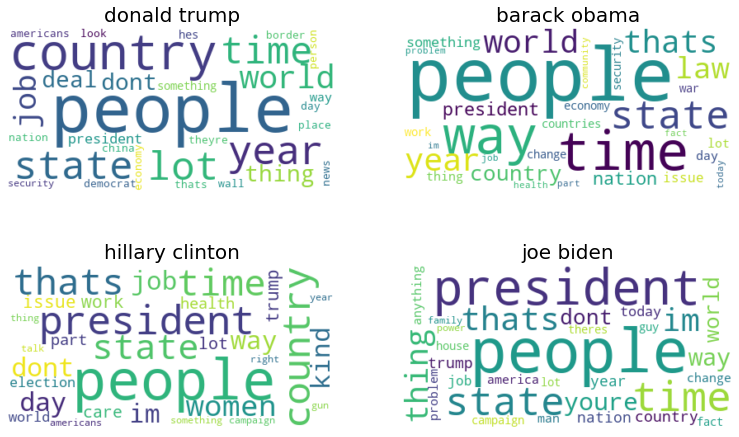 donald trump
americans look hes border person
country time
deal dont something world
job people day way
nation president theyre place
china
state lot year
economy thing
security democrat thats wall news
barack obama
something world thats
problem community security
people law
president economy war
way countries state
work im fact
year job change time lot day
thing country nation issue
health part today
hillary clinton
thats job time country
issue work health trump year
thing president
part state lot way kind
talk dont people right
election women
day care im gun
world americans something campaign
joe biden
anything president world
family thats dont today im
power theres guy
thing house people way
trump
problem job america lot year change
state youre time
campaign man nation country fact